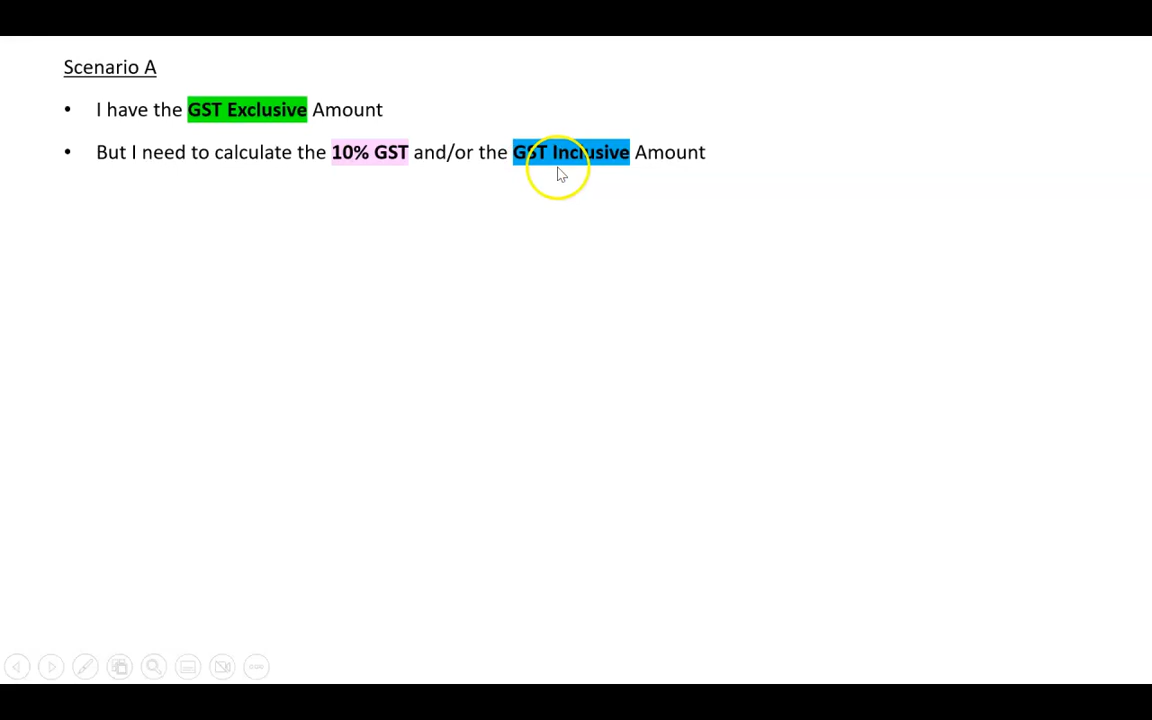 Scenario A
• I have the GST Exclusive Amount
• But I need to calculate the 10% GST and/or the GST Inclusive Amount